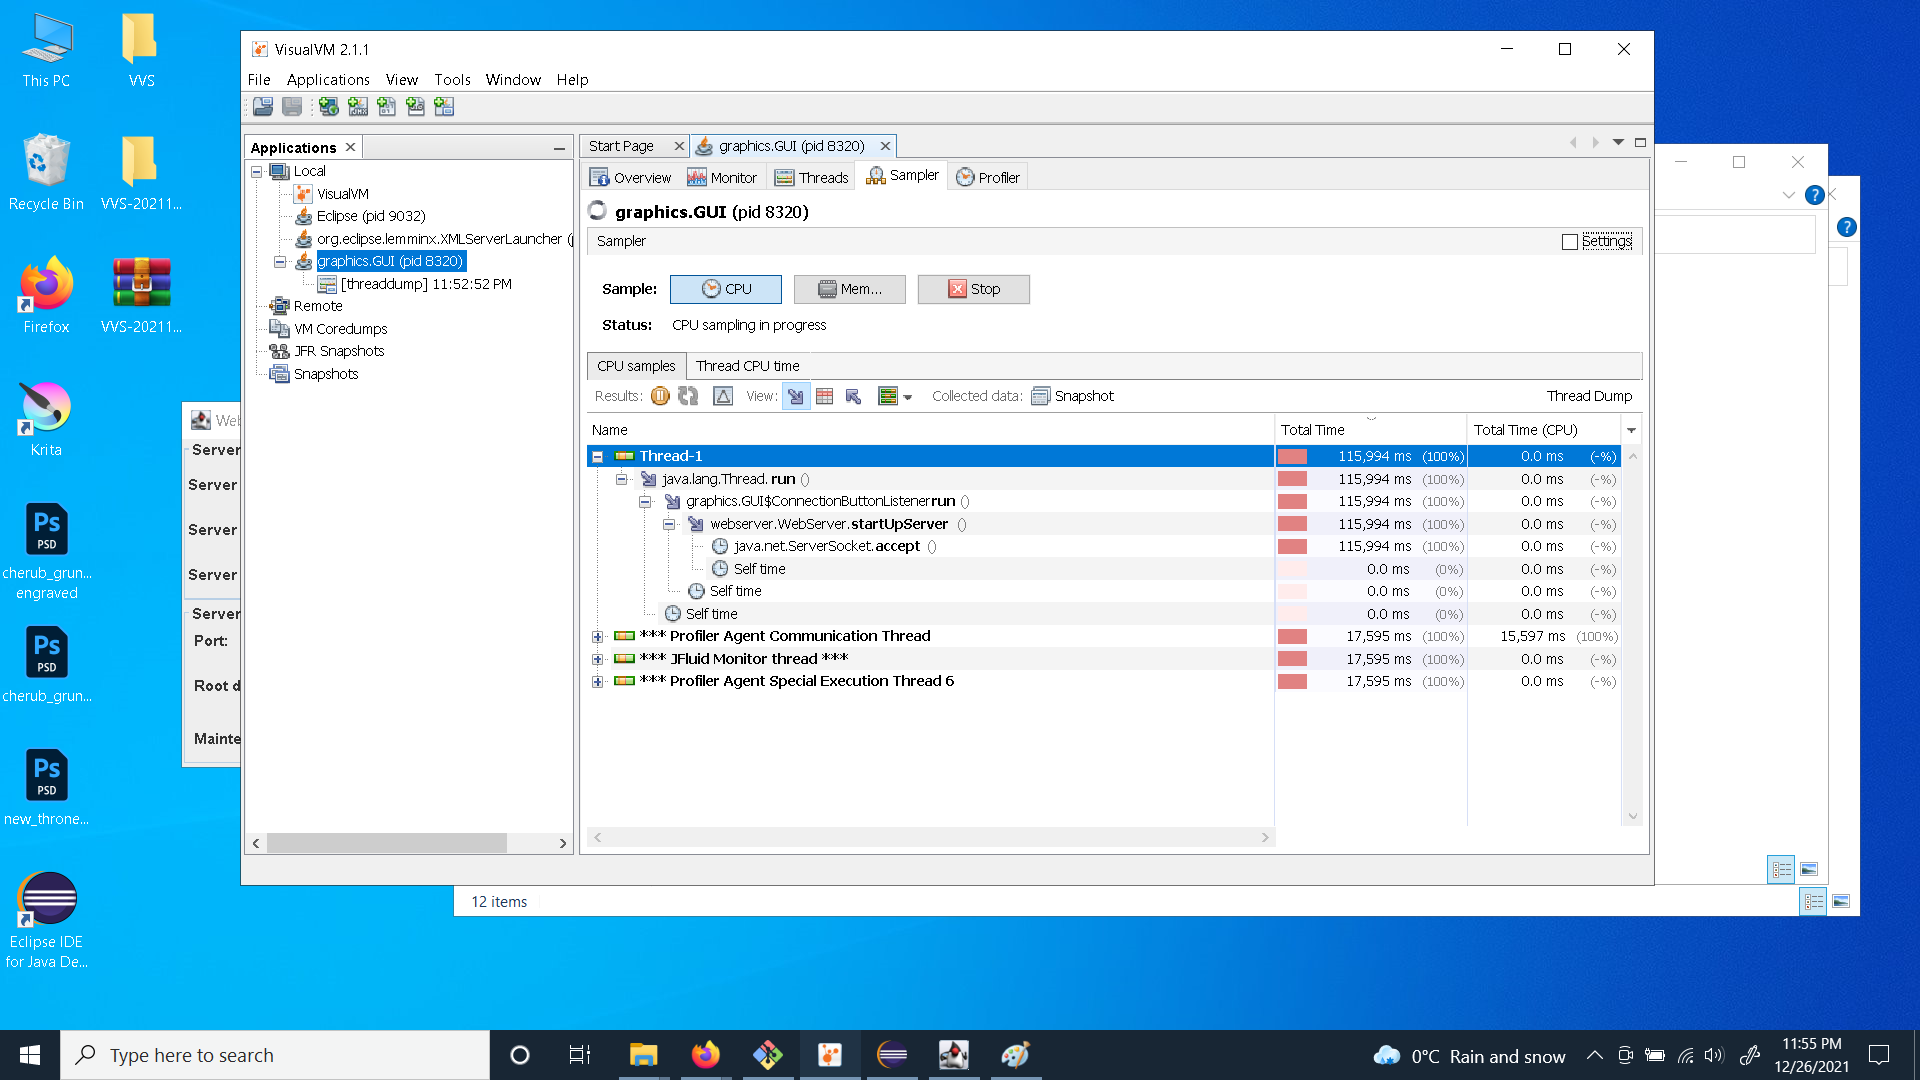 This PC
VVS
Recycle Bin
VVS-20211...
Firefox
VVS-20211...
Krita
PS
PSD
cherub_grun...
engraved
PS
PSD
cherub_grun...
PS
PSD
new_throne...
Eclipse IDE
for Java De...
Web
Server
Server
Server
Server
Server
Port:
Root d
Mainte
VisualVM 2.1.1
File Applications View Tools Window Help
Applications
Local
VisualVM
Eclipse (pid 9032)
org.eclipse.lemminx.XMLServerLauncher (
graphics.GUI (pid 8320)
[threaddump] 11:52:52 PM
Remote
VM Coredumps
JFR Snapshots
Snapshots
Start Page graphics.GUI (pid 8320)
Overview Monitor Threads Sampler Profiler
graphics.GUI (pid 8320)
Sampler Settings
Sample: CPU Mem... Stop
Status: CPU sampling in progress
CPU samples Thread CPU time
Results: View: Collected data: Snapshot Thread Dump
Name Total Time Total Time (CPU)
Thread-1 115,994 ms (100%) 0.0 ms (-%)
java.lang.Thread.run () 115,994 ms (100%) 0.0 ms (-%)
graphics.GUI$ConnectionButtonListenerrun () 115,994 ms (100%) 0.0 ms (-%)
webserver.WebServer.startUpServer () 115,994 ms (100%) 0.0 ms (-%)
java.net.ServerSocket.accept () 115,994 ms (100%) 0.0 ms (-%)
Self time 0.0 ms (0%) 0.0 ms (-%)
Self time 0.0 ms (0%) 0.0 ms (-%)
Self time 0.0 ms (0%) 0.0 ms (-%)
*** Profiler Agent Communication Thread 17,595 ms (100%) 15,597 ms (100%)
*** JFluid Monitor thread *** 17,595 ms (100%) 0.0 ms (-%)
*** Profiler Agent Special Execution Thread 6 17,595 ms (100%) 0.0 ms (-%)
12 items
Type here to search
0°C Rain and snow
11:55 PM
12/26/2021